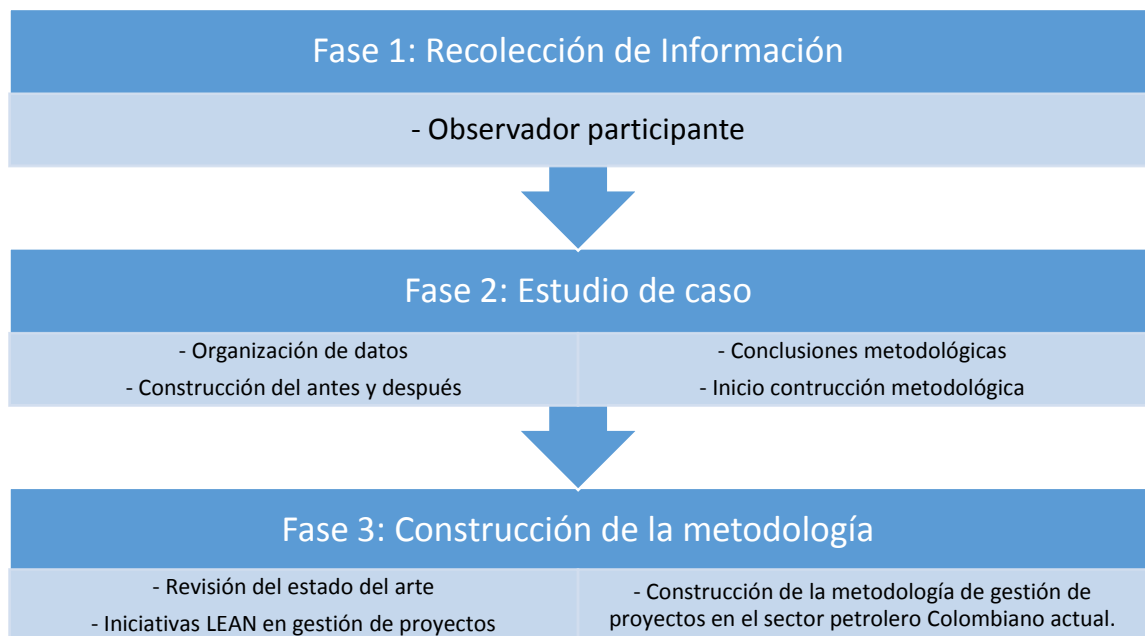 Fase 1: Recolección de Información
- Observador participante
Fase 2: Estudio de caso
- Organización de datos
- Construcción del antes y después
- Conclusiones metodológicas
- Inicio contrucción metodológica
Fase 3: Construcción de la metodología
- Revisión del estado del arte
- Iniciativas LEAN en gestión de proyectos
- Construcción de la metodología de gestión de
proyectos en el sector petrolero Colombiano actual.